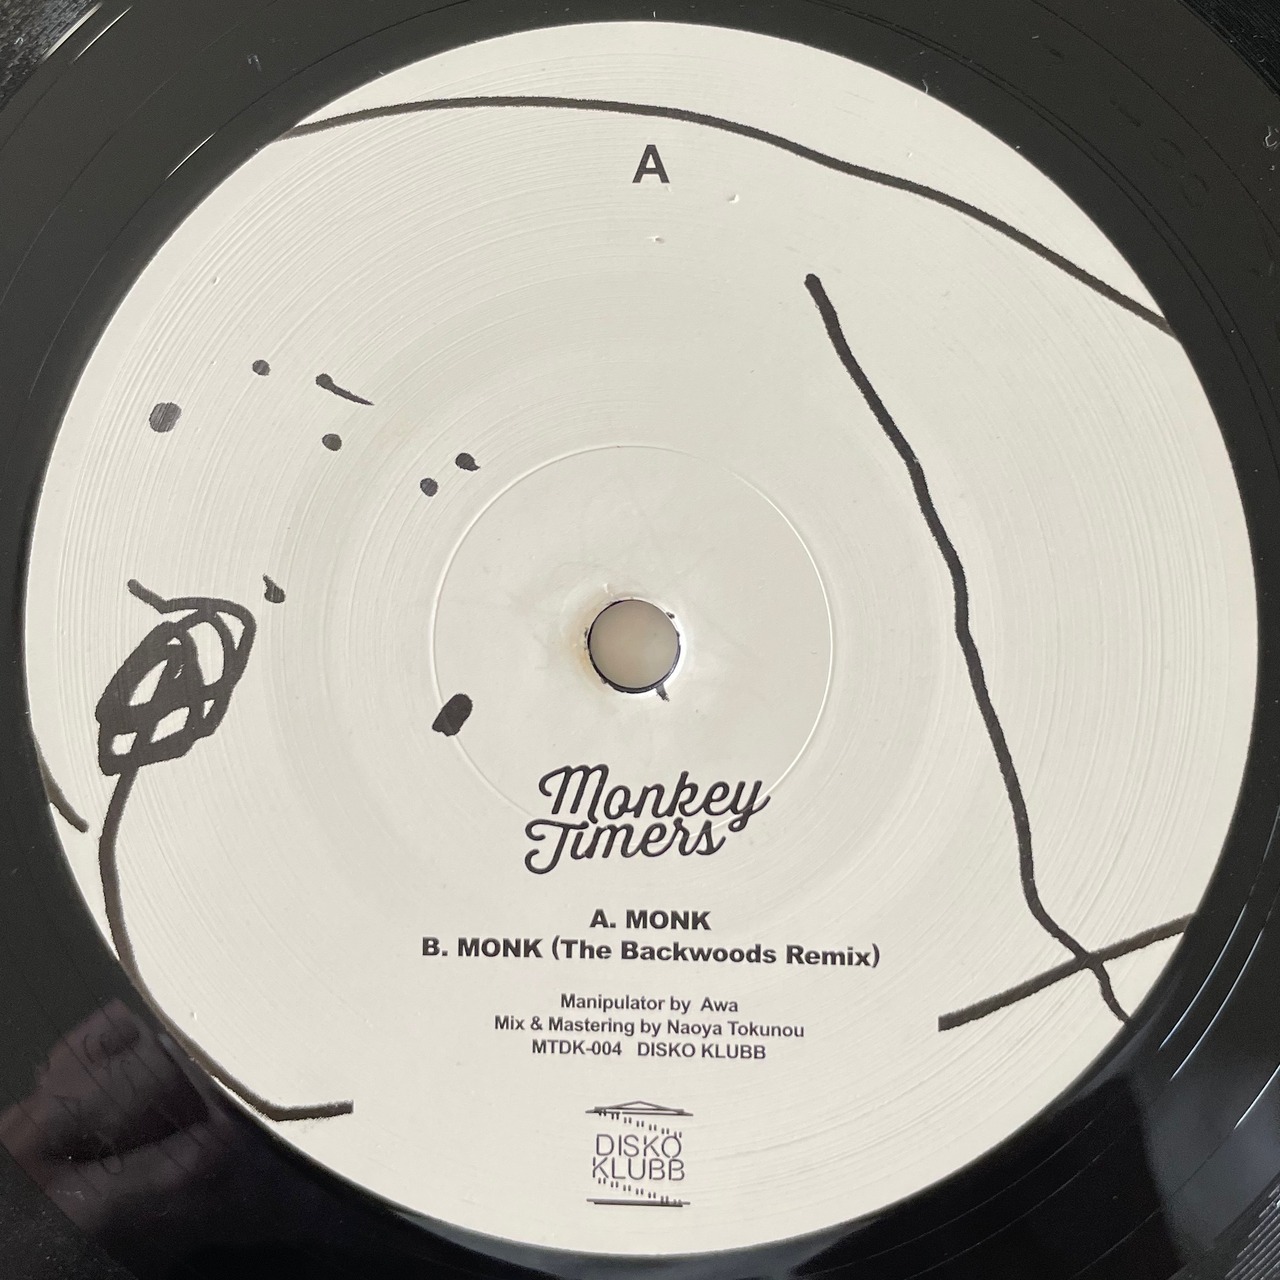 A
Monkey
Timers
A. MONK
B. MONK (The Backwoods Remix)
Manipulator by Awa
Mix & Mastering by Naoya Tokunou
MTDK-004 DISKO KLUBB
DISKÖ
KLUBB